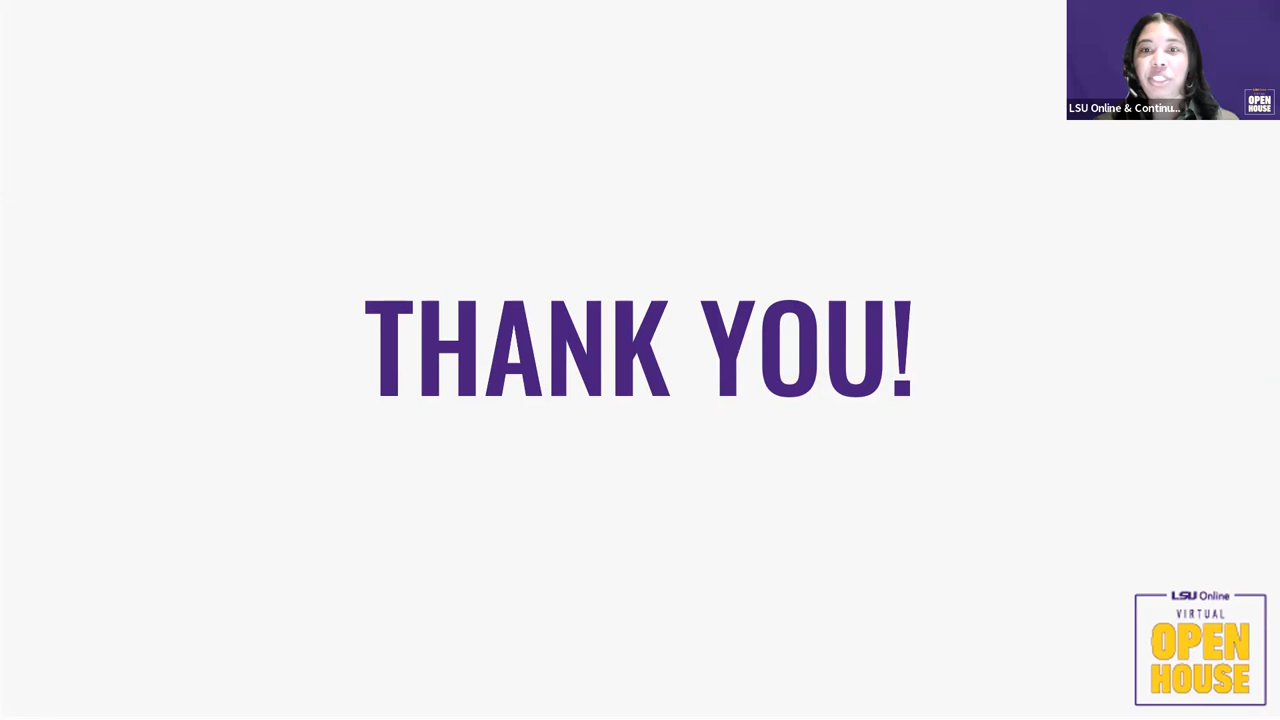 LSU Online & Continu...
OPEN
HOUSE
THANK YOU!
LSU Online
VIRTUAL
OPEN
HOUSE